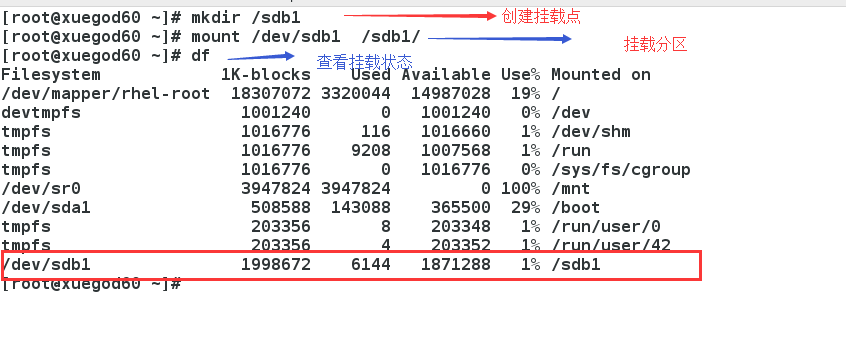 [root@xuegod60 ~]# mkdir /sdb1 创建挂载点
[root@xuegod60 ~]# mount /dev/sdb1 /sdb1/ 挂载分区
[root@xuegod60 ~]# df 查看挂载状态
Filesystem 1K-blocks Used Available Use% Mounted on
/dev/mapper/rhel-root 18307072 3320044 14987028 19% /
devtmpfs 1001240 0 1001240 0% /dev
tmpfs 1016776 116 1016660 1% /dev/shm
tmpfs 1016776 9208 1007568 1% /run
tmpfs 1016776 0 1016776 0% /sys/fs/cgroup
/dev/sr0 3947824 3947824 0 100% /mnt
/dev/sda1 508588 143088 365500 29% /boot
tmpfs 203356 8 203348 1% /run/user/0
tmpfs 203356 4 203352 1% /run/user/42
/dev/sdb1 1998672 6144 1871288 1% /sdb1
[root@xuegod60 ~]#